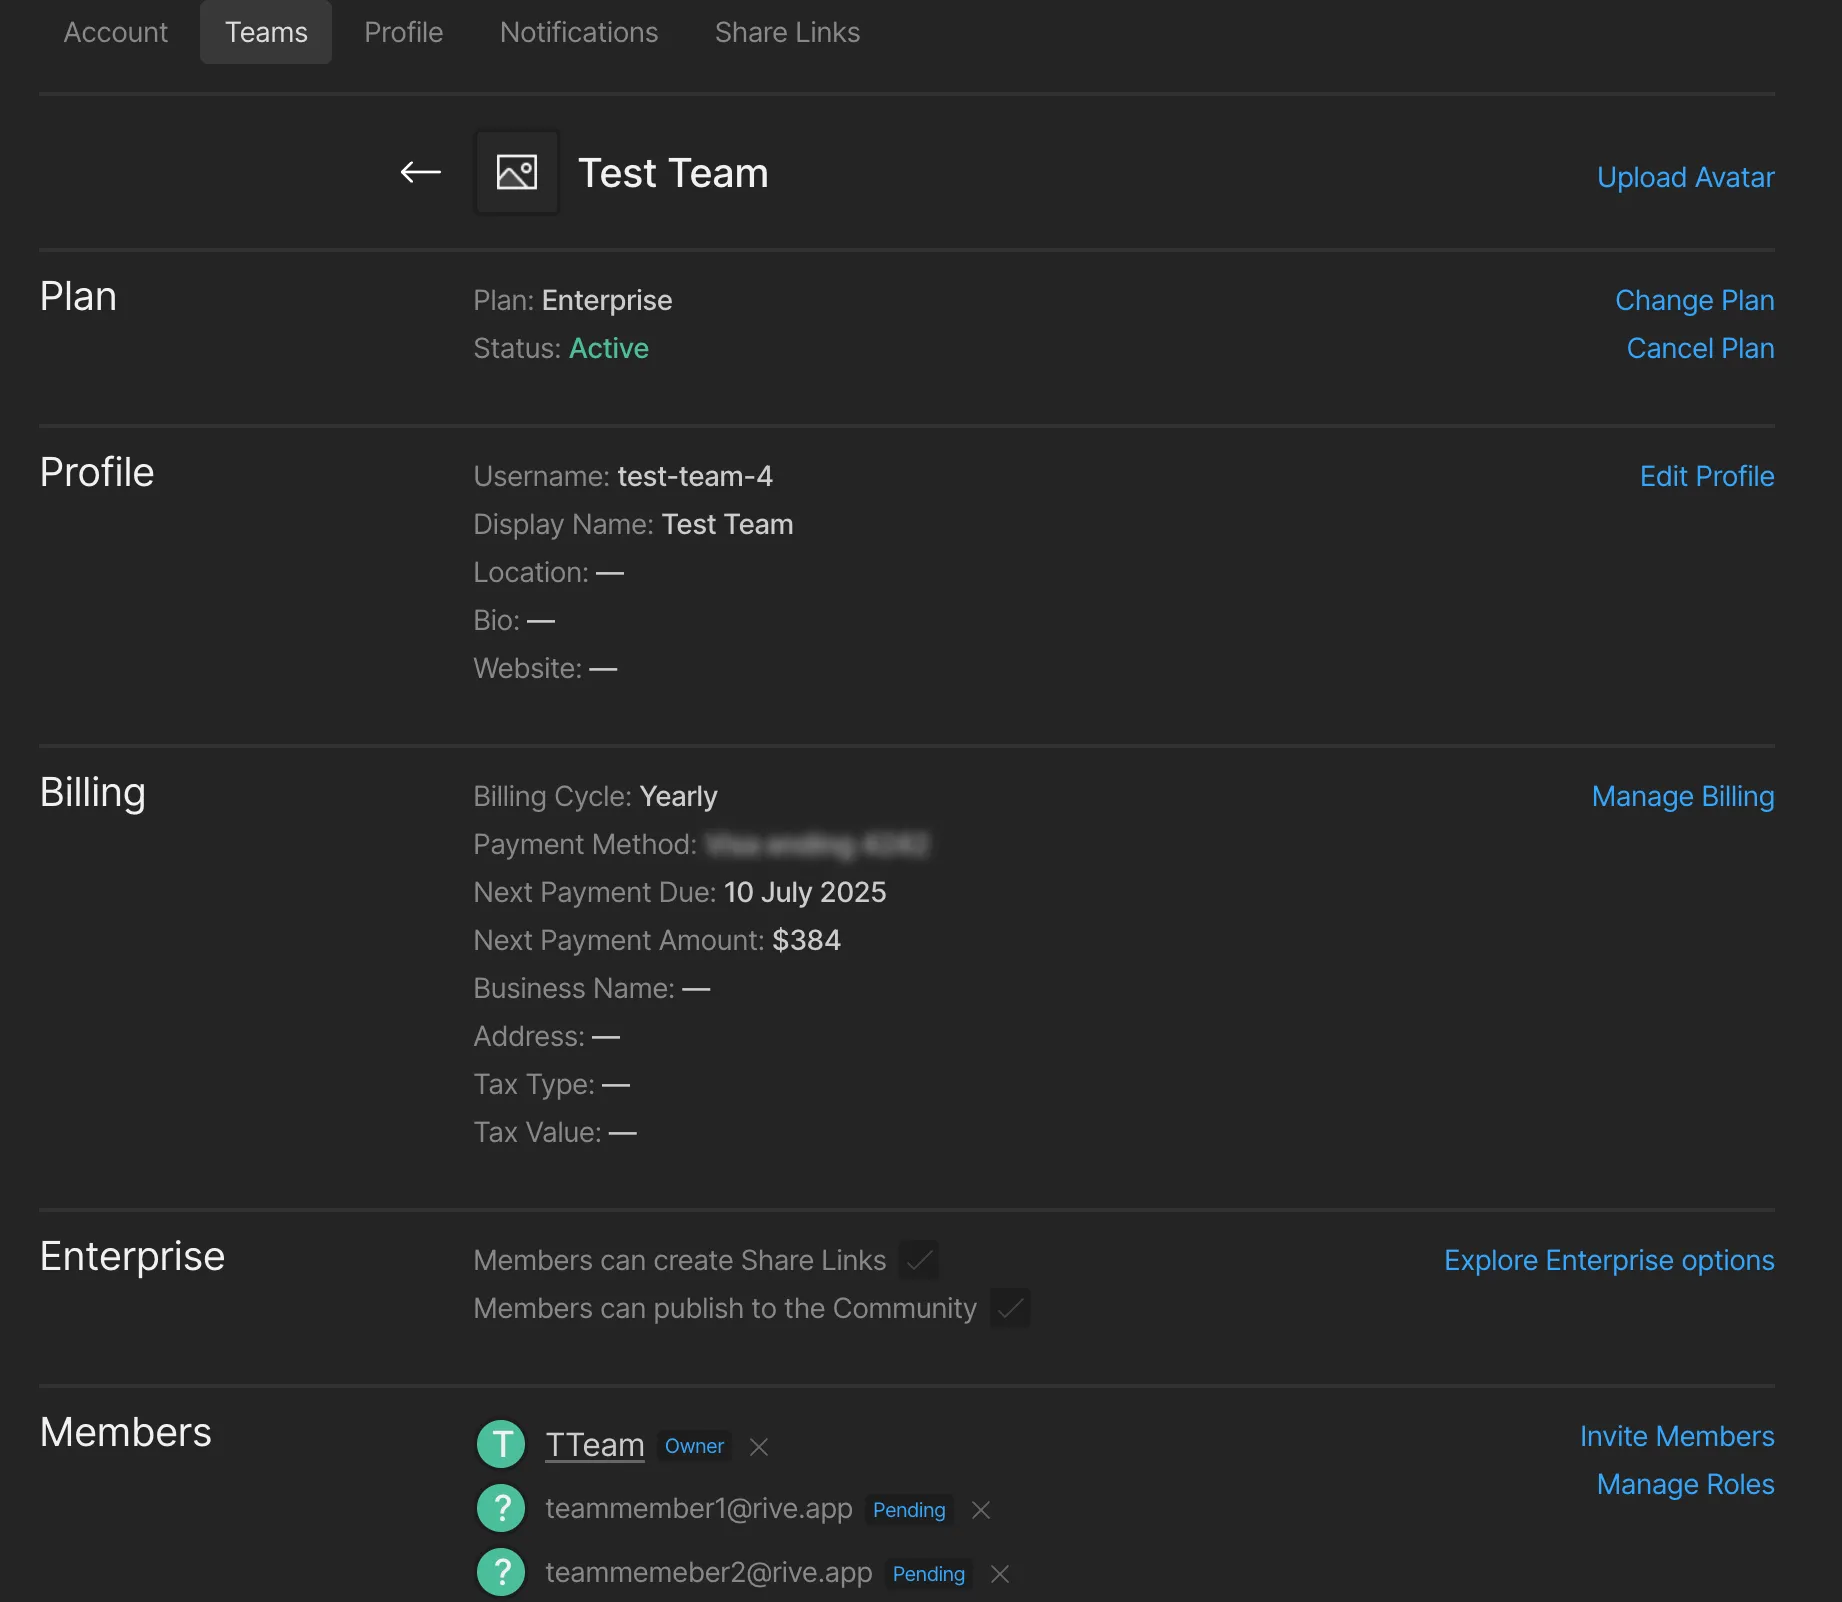 Account Teams Profile Notifications Share Links
Test Team
Upload Avatar
Plan
Plan: Enterprise
Change Plan
Status: Active
Cancel Plan
Profile
Username: test-team-4
Edit Profile
Display Name: Test Team
Location: —
Bio: —
Website: —
Billing
Billing Cycle: Yearly
Manage Billing
Payment Method:
Next Payment Due: 10 July 2025
Next Payment Amount: $384
Business Name: —
Address: —
Tax Type: —
Tax Value: —
Enterprise
Members can create Share Links
Explore Enterprise options
Members can publish to the Community
Members
T TTeam Owner
Invite Members
Manage Roles
? teammember1@rive.app Pending
? teammemeber2@rive.app Pending